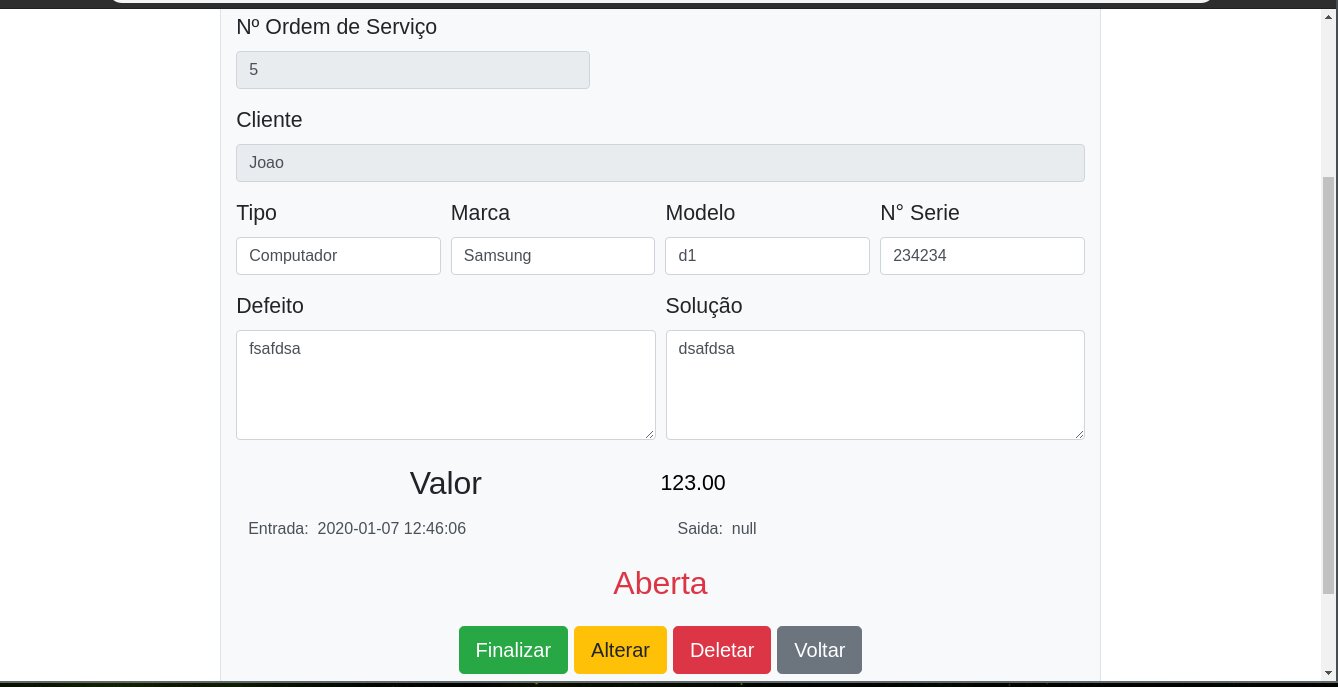 Nº Ordem de Serviço
5
Cliente
Joao
Tipo Marca Modelo N° Serie
Computador Samsung d1 234234
Defeito Solução
fsafdsa dsafdsa
Valor 123.00
Entrada: 2020-01-07 12:46:06 Saida: null
Aberta
Finalizar Alterar Deletar Voltar